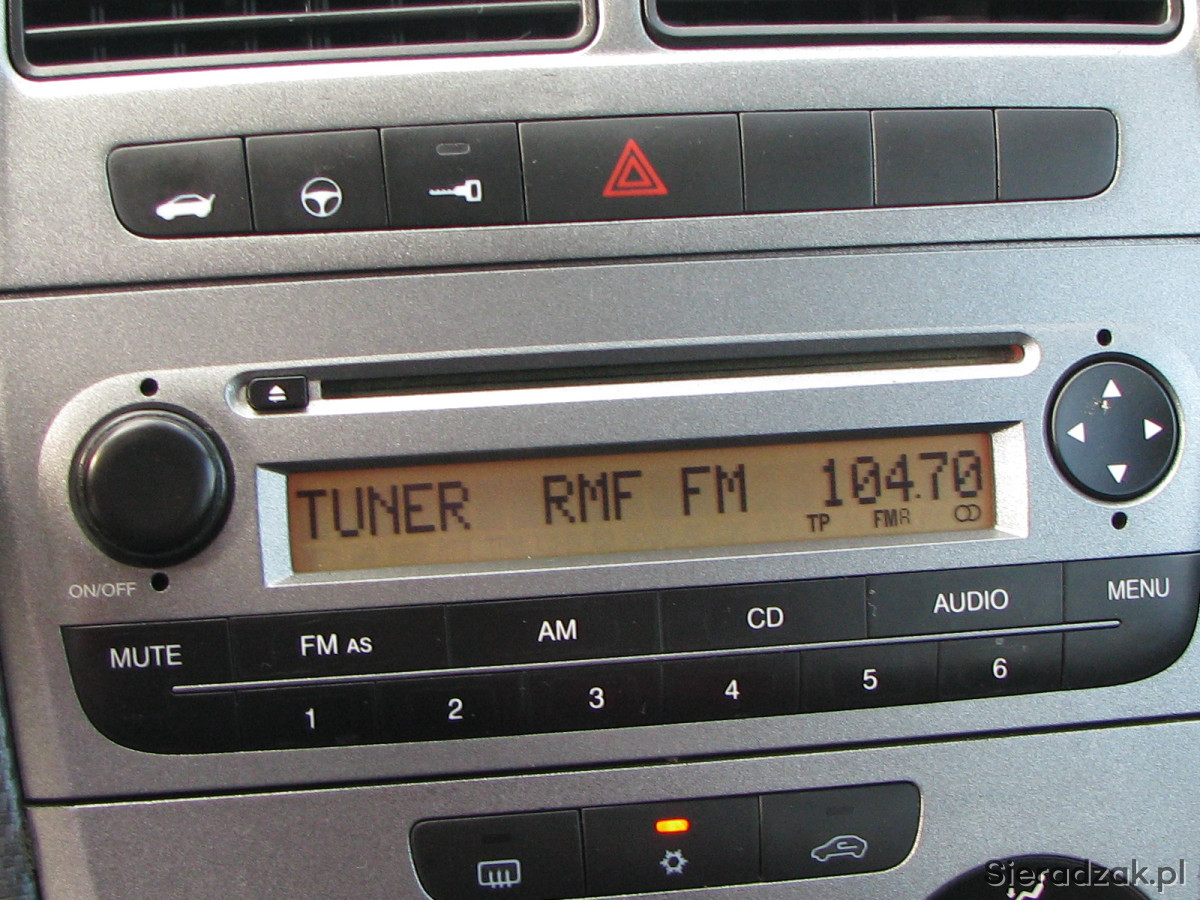 TUNER RMF FM 104.70
TP FMA
ON/OFF
MUTE FM AS AM CD AUDIO MENU
1 2 3 4 5 6
Sieradzak.pl